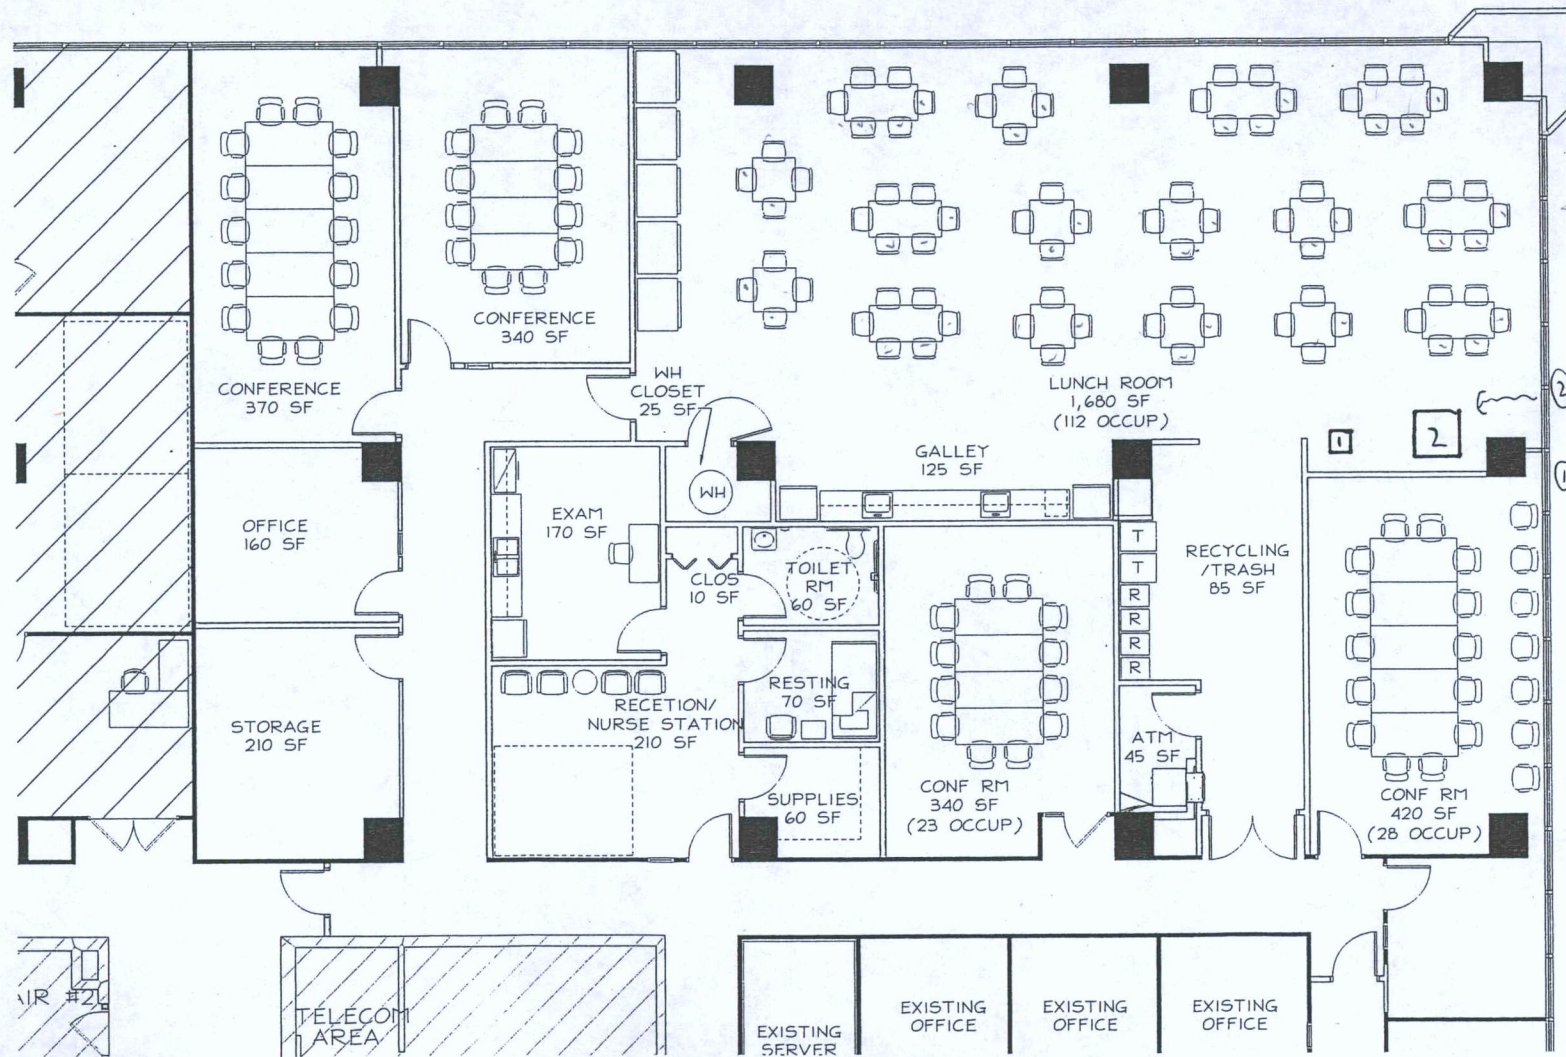 CONFERENCE
370 SF
CONFERENCE
340 SF
WH
CLOSET
25 SF
WH
LUNCH ROOM
1,680 SF
(112 OCCUP)
1
2
2
1
GALLEY
125 SF
OFFICE
160 SF
EXAM
170 SF
CLOS
10 SF
TOILET
RM
60 SF
T
T
R
R
R
R
RECYCLING
/TRASH
85 SF
STORAGE
210 SF
RECETION/
NURSE STATION
210 SF
RESTING
70 SF
SUPPLIES
60 SF
CONF RM
340 SF
(23 OCCUP)
ATM
45 SF
CONF RM
420 SF
(28 OCCUP)
AIR #2
TELECOM
AREA
EXISTING
SERVER
EXISTING
OFFICE
EXISTING
OFFICE
EXISTING
OFFICE